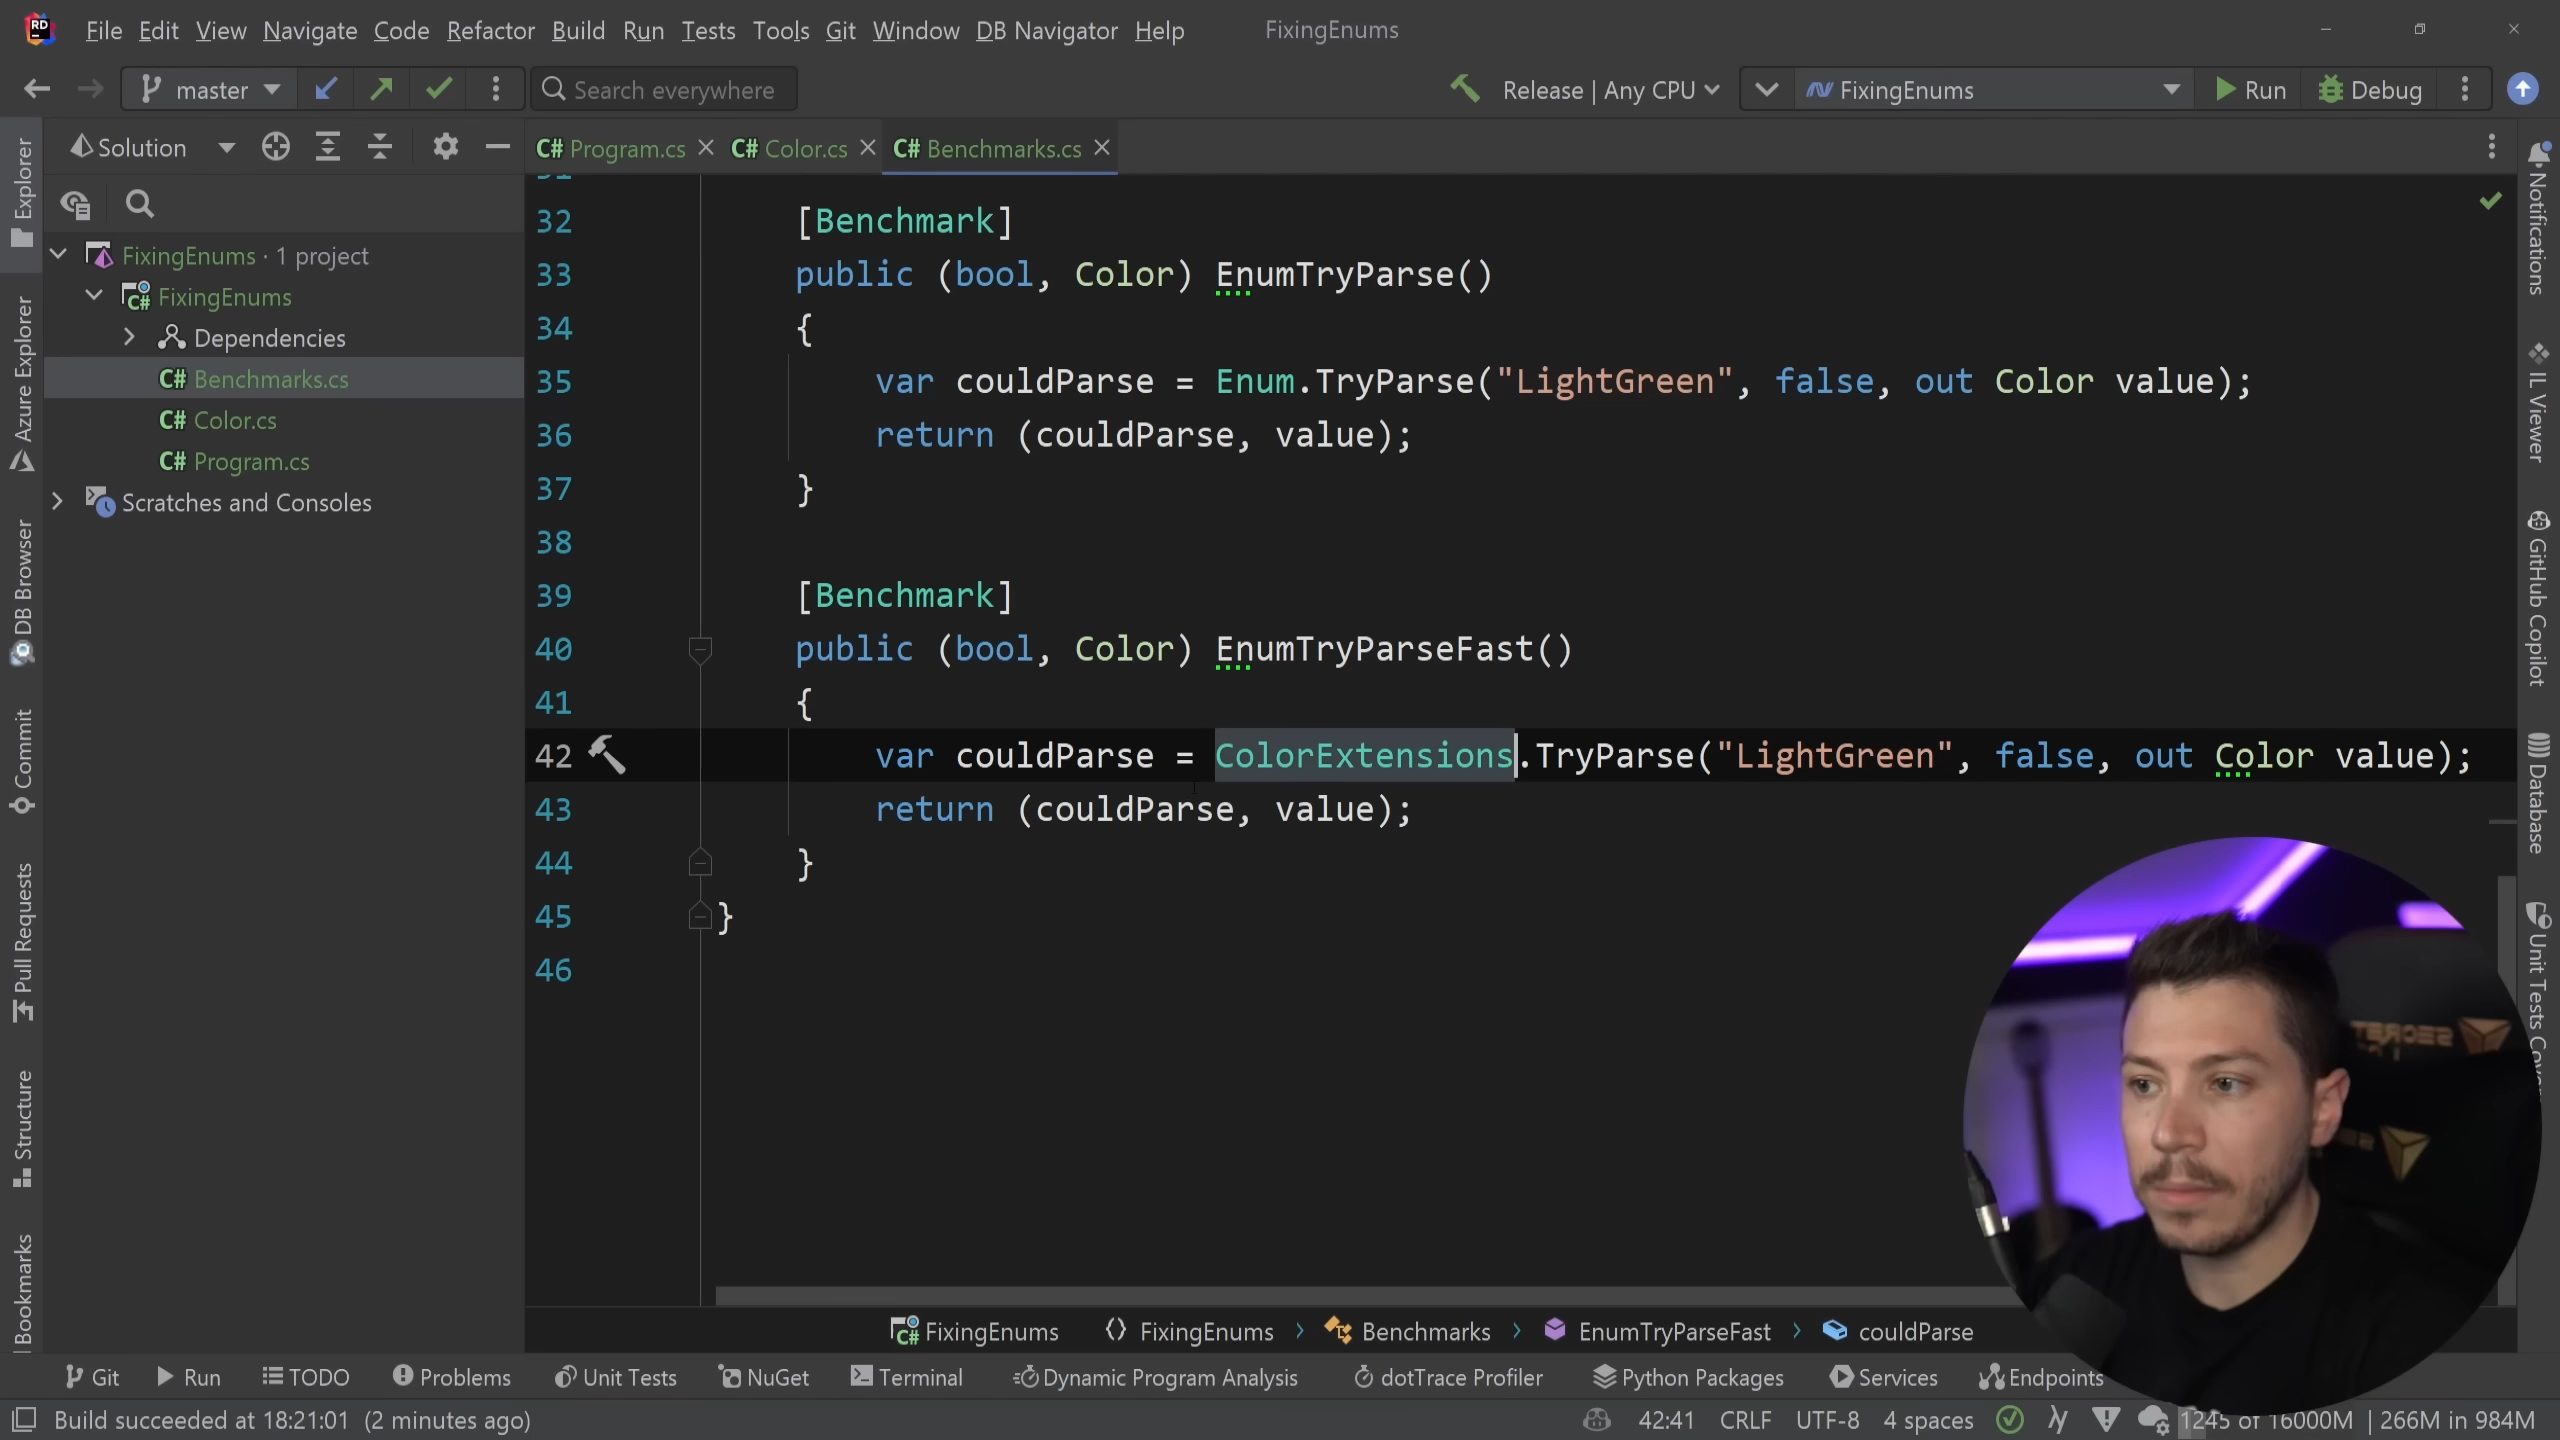 File Edit View Navigate Code Refactor Build Run Tests Tools Git Window DB Navigator Help FixingEnums
master Search everywhere Release | Any CPU FixingEnums Run Debug
Solution C# Program.cs C# Color.cs C# Benchmarks.cs
FixingEnums · 1 project
FixingEnums
Dependencies
C# Benchmarks.cs
C# Color.cs
C# Program.cs
Scratches and Consoles
Explorer
Azure Explorer
DB Browser
Commit
Pull Requests
Structure
Bookmarks
32 [Benchmark]
33 public (bool, Color) EnumTryParse()
34 {
35 var couldParse = Enum.TryParse("LightGreen", false, out Color value);
36 return (couldParse, value);
37 }
38
39 [Benchmark]
40 public (bool, Color) EnumTryParseFast()
41 {
42 var couldParse = ColorExtensions.TryParse("LightGreen", false, out Color value);
43 return (couldParse, value);
44 }
45 }
46
Notifications
IL Viewer
GitHub Copilot
Database
Unit Tests
SECRET
FixingEnums FixingEnums Benchmarks EnumTryParseFast couldParse
Git Run TODO Problems Unit Tests NuGet Terminal Dynamic Program Analysis dotTrace Profiler Python Packages Services Endpoints
Build succeeded at 18:21:01 (2 minutes ago) 42:41 CRLF UTF-8 4 spaces 1245 of 16000M | 266M in 984M